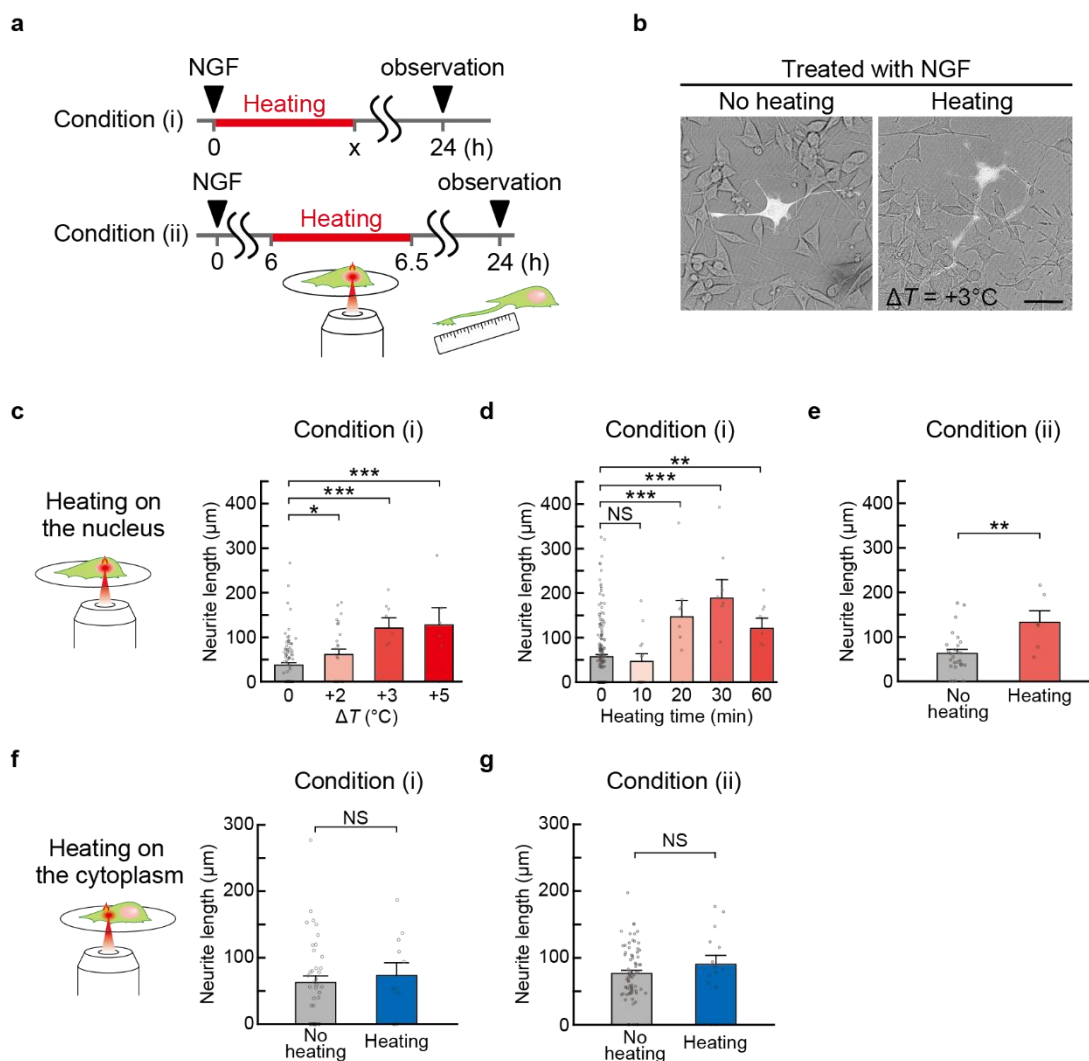 a
NGF
observation
Heating
Condition (i)
0
x
24 (h)
NGF
observation
Heating
Condition (ii)
0
6
6.5
24 (h)
b
Treated with NGF
No heating
Heating
ΔT = +3°C
c
Heating on
the nucleus
Condition (i)
Neurite length (µm)
400
300
200
100
0
***
***
*
0 +2 +3 +5
ΔT (°C)
d
Condition (i)
Neurite length (µm)
400
300
200
100
0
**
***
***
NS
0 10 20 30 60
Heating time (min)
e
Condition (ii)
Neurite length (µm)
400
300
200
100
0
**
No
heating
Heating
f
Heating on
the cytoplasm
Condition (i)
Neurite length (µm)
300
200
100
0
NS
No
heating
Heating
g
Condition (ii)
Neurite length (µm)
300
200
100
0
NS
No
heating
Heating